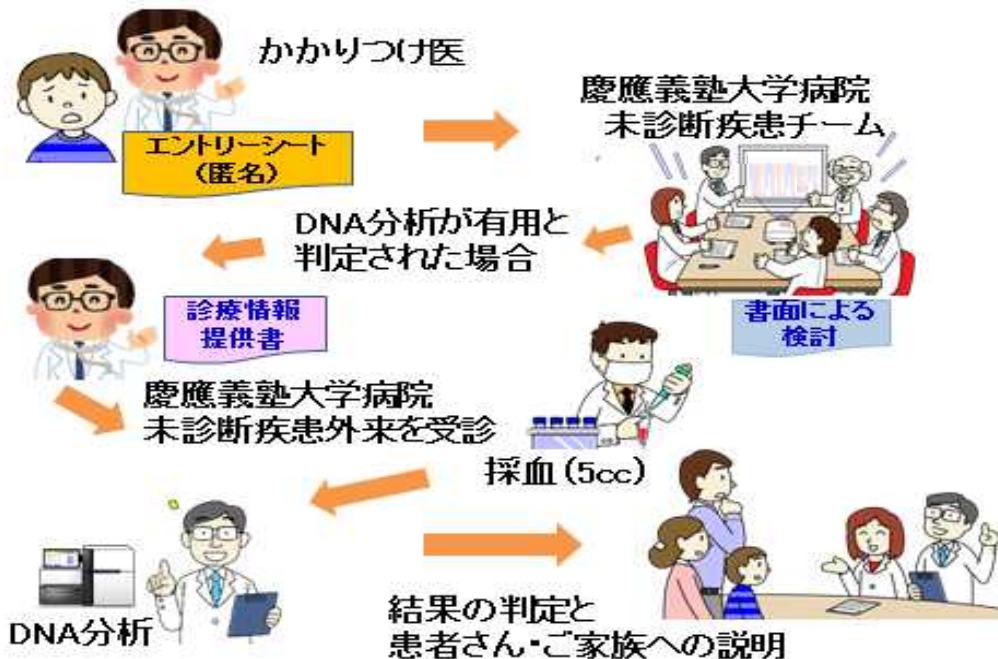 かかりつけ医
エントリーシート
(匿名)
慶應義塾大学病院
未診断疾患チーム
書面による
検討
DNA分析が有用と
判定された場合
診療情報
提供書
慶應義塾大学病院
未診断疾患外来を受診
採血(5cc)
DNA分析
結果の判定と
患者さん・ご家族への説明